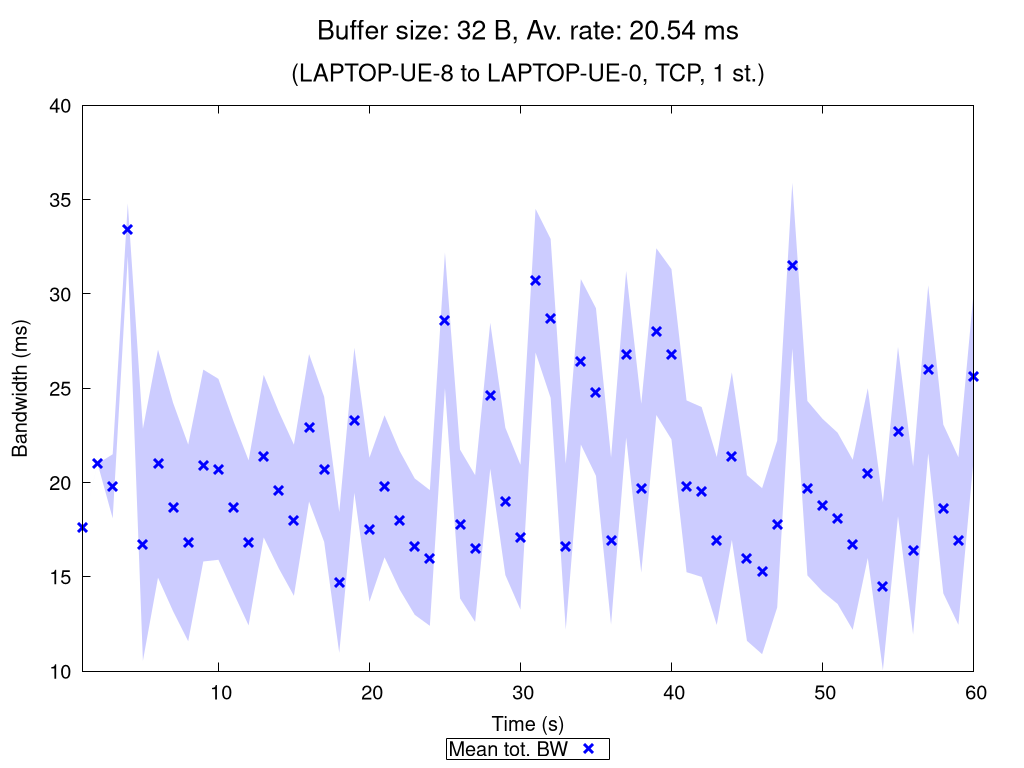 Buffer size: 32 B, Av. rate: 20.54 ms
(LAPTOP-UE-8 to LAPTOP-UE-0, TCP, 1 st.)
40
35
30
25
20
15
10
Bandwidth (ms)
10 20 30 40 50 60
Time (s)
Mean tot. BW